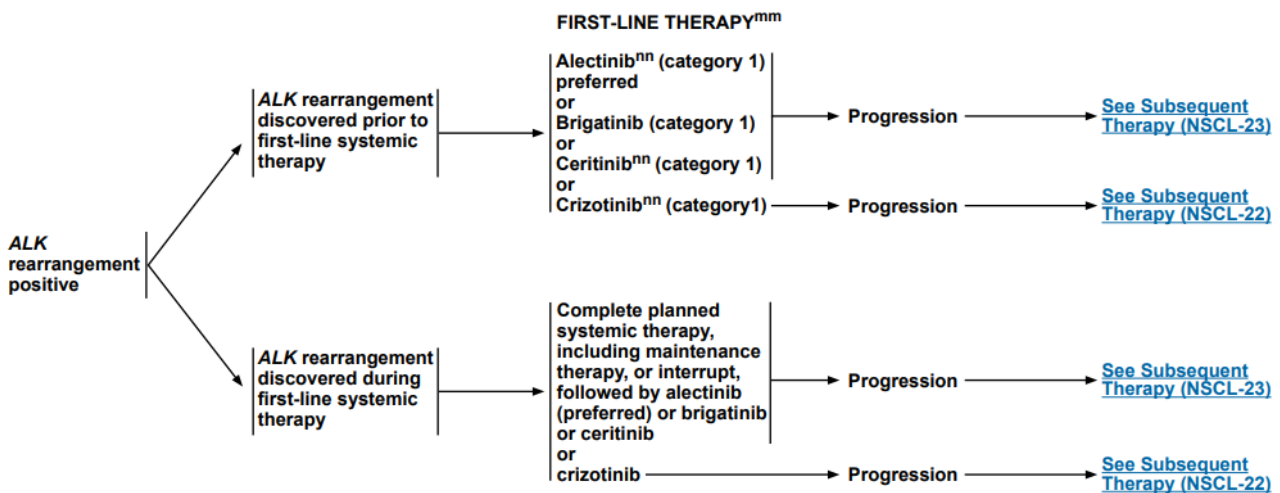 FIRST-LINE THERAPYmm
ALK
rearrangement
positive
ALK rearrangement
discovered prior to
first-line systemic
therapy
Alectinibnn (category 1)
preferred
or
Brigatinib (category 1)
or
Ceritinibnn (category 1)
or
Crizotinibnn (category1)
Progression
See Subsequent
Therapy (NSCL-23)
Progression
See Subsequent
Therapy (NSCL-22)
ALK rearrangement
discovered during
first-line systemic
therapy
Complete planned
systemic therapy,
including maintenance
therapy, or interrupt,
followed by alectinib
(preferred) or brigatinib
or ceritinib
or
crizotinib
Progression
See Subsequent
Therapy (NSCL-23)
Progression
See Subsequent
Therapy (NSCL-22)